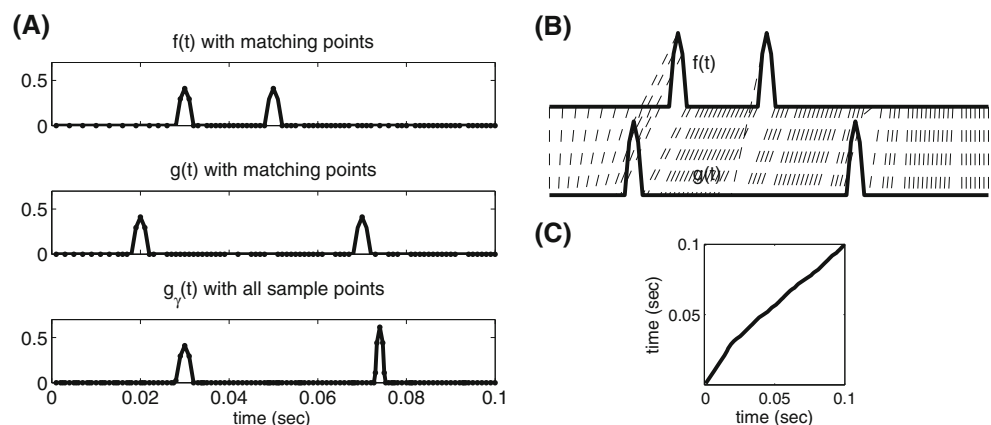 (A)
f(t) with matching points
0.5
0
g(t) with matching points
0.5
0
gγ(t) with all sample points
0.5
0
0 0.02 0.04 0.06 0.08 0.1
time (sec)
(B)
f(t)
g(t)
(C)
0.1
0.05
time (sec)
0 0.05 0.1
time (sec)